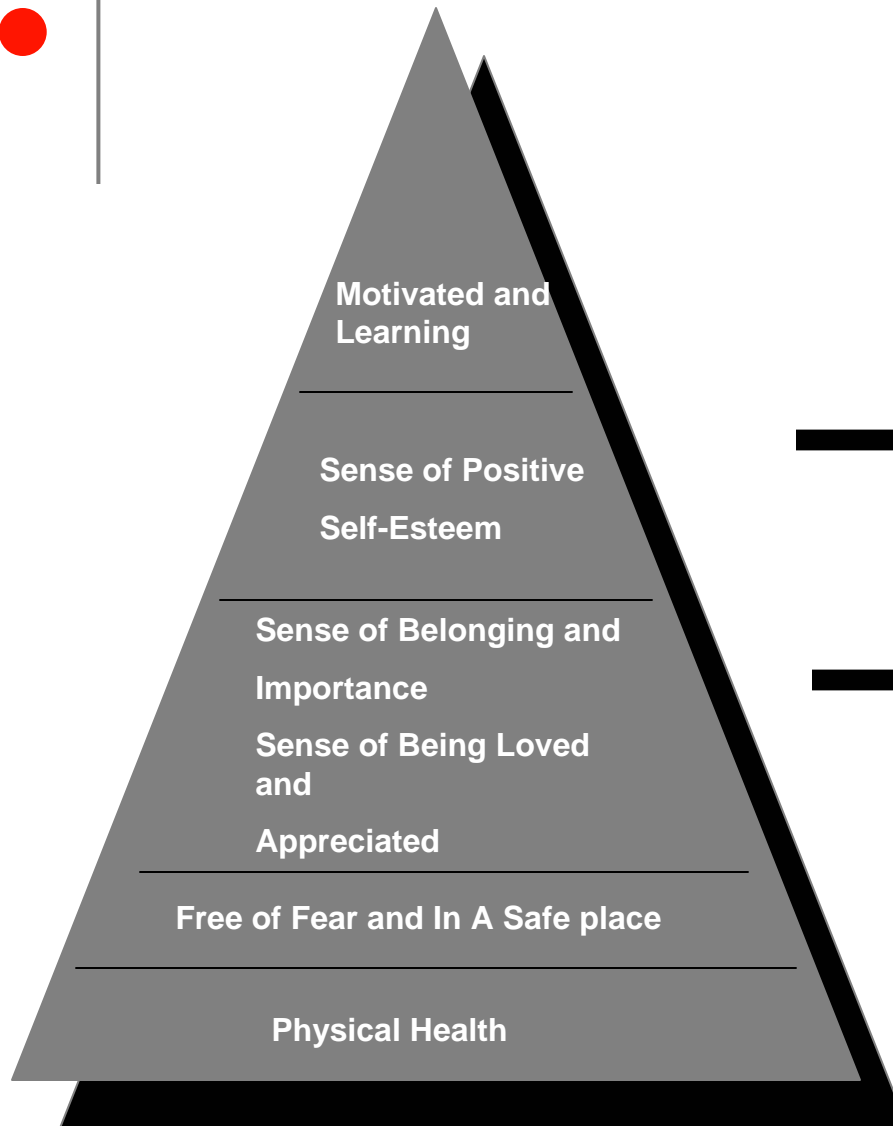 Motivated and
Learning
Sense of Positive
Self-Esteem
Sense of Belonging and
Importance
Sense of Being Loved
and
Appreciated
Free of Fear and In A Safe place
Physical Health